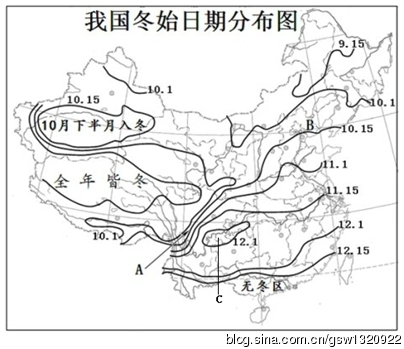 我国冬始日期分布图
9.15
10.1
10.15
10.1
10月下半月入冬
B
10.15
11.1
全年皆冬
11.15
12.1
10.1
12.1
12.15
A
C
无冬区
blog.sina.com.cn/gsw1320922